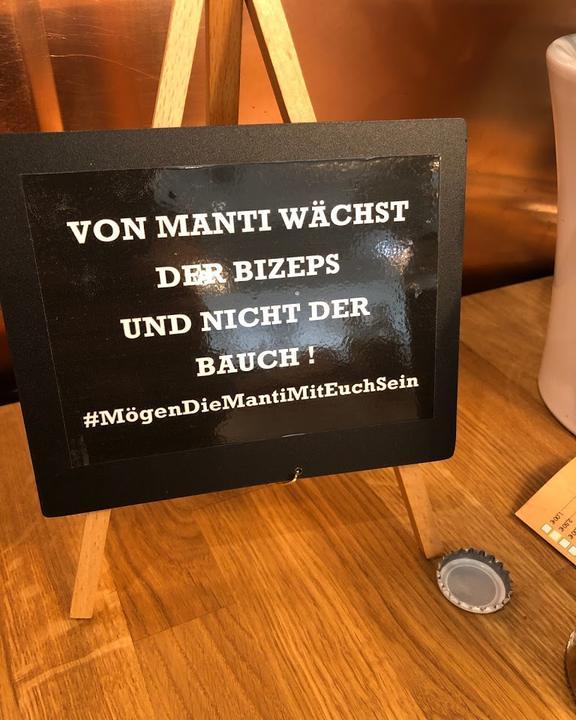 VON MANTI WÄCHST
DER BIZEPS
UND NICHT DER
BAUCH !
#MögenDieMantiMitEuchSein